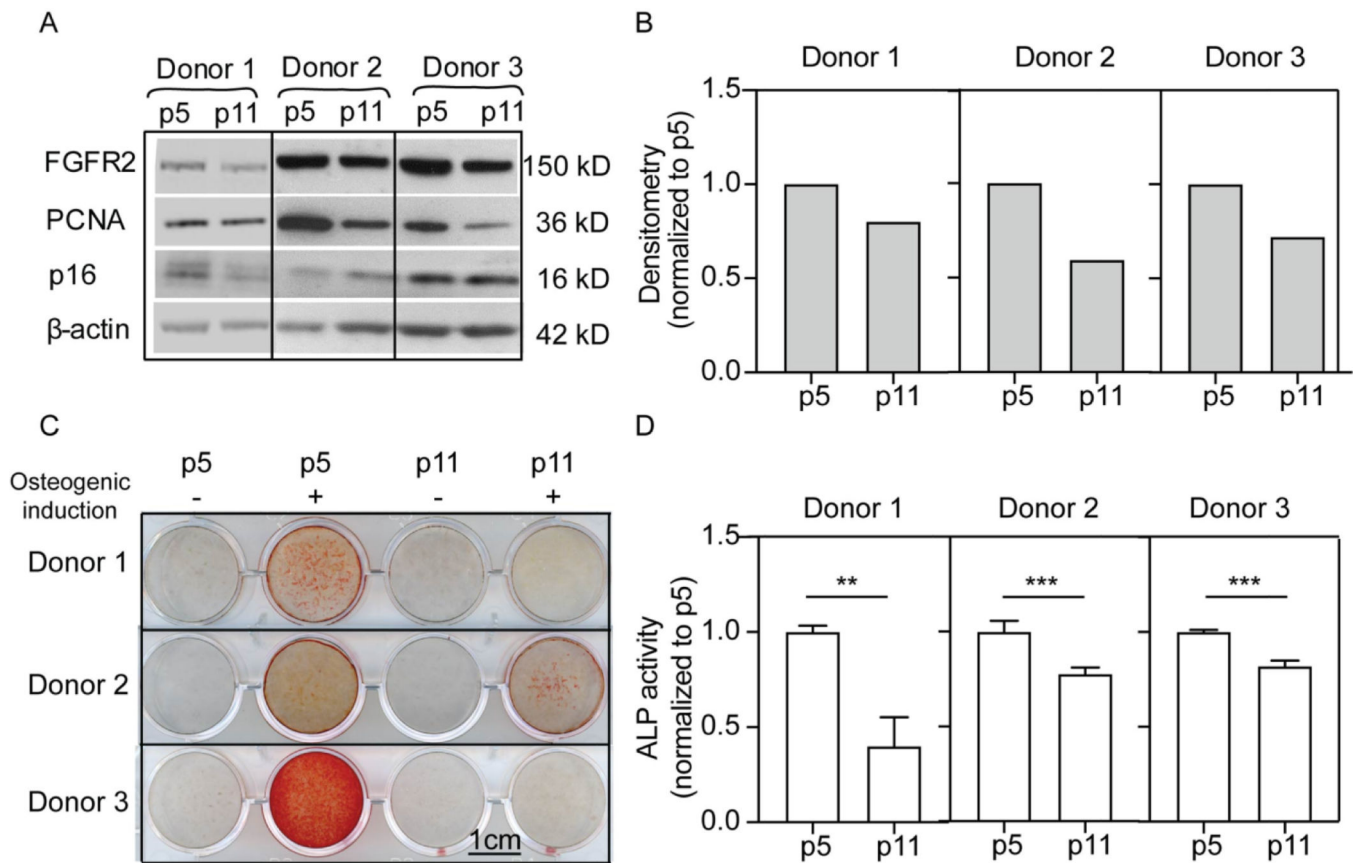 A
Donor 1 Donor 2 Donor 3
p5 p11 p5 p11 p5 p11
FGFR2 150 kD
PCNA 36 kD
p16 16 kD
β-actin 42 kD
B
Donor 1 Donor 2 Donor 3
Densitometry
(normalized to p5)
1.5
1.0
0.5
0.0
p5 p11 p5 p11 p5 p11
C
p5 p5 p11 p11
Osteogenic
induction - + - +
Donor 1
Donor 2
Donor 3
1cm
D
Donor 1 Donor 2 Donor 3
ALP activity
(normalized to p5)
1.5
** *** ***
1.0
0.5
0.0
p5 p11 p5 p11 p5 p11